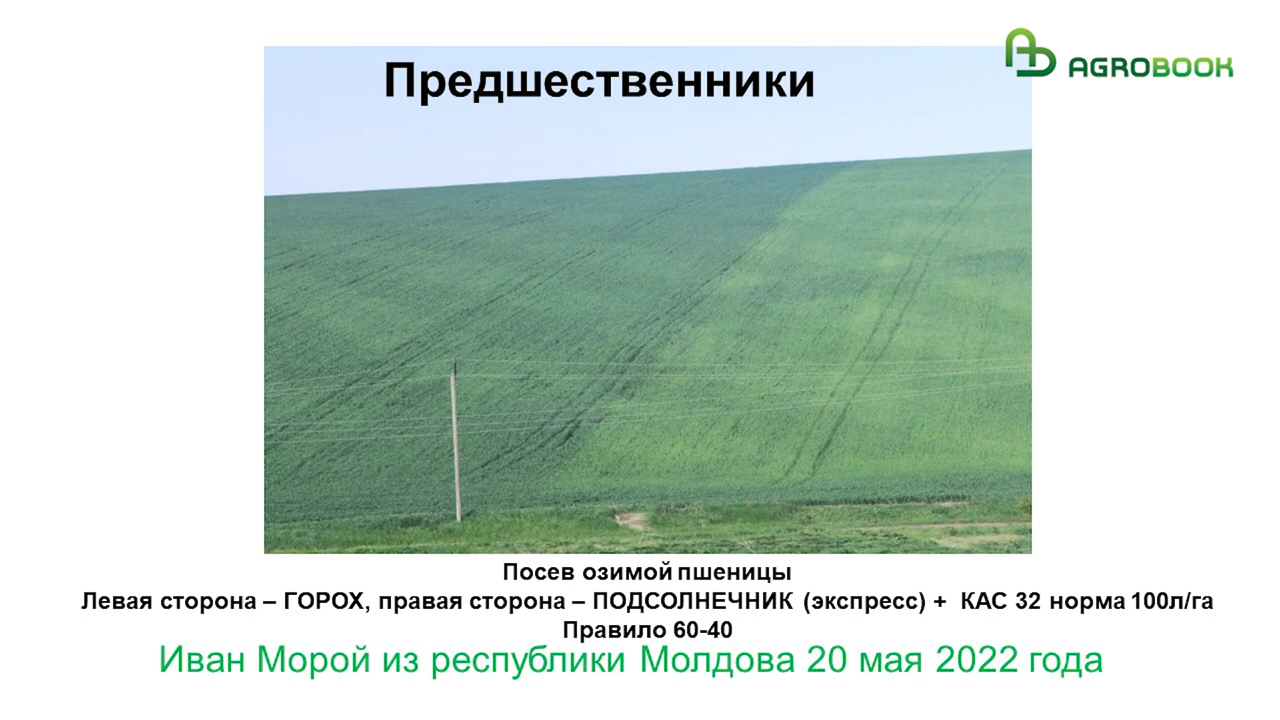 AGROBOOK
Предшественники
Посев озимой пшеницы
Левая сторона – ГОРОХ, правая сторона – ПОДСОЛНЕЧНИК (экспресс) + КАС 32 норма 100л/га
Правило 60-40
Иван Морой из республики Молдова 20 мая 2022 года